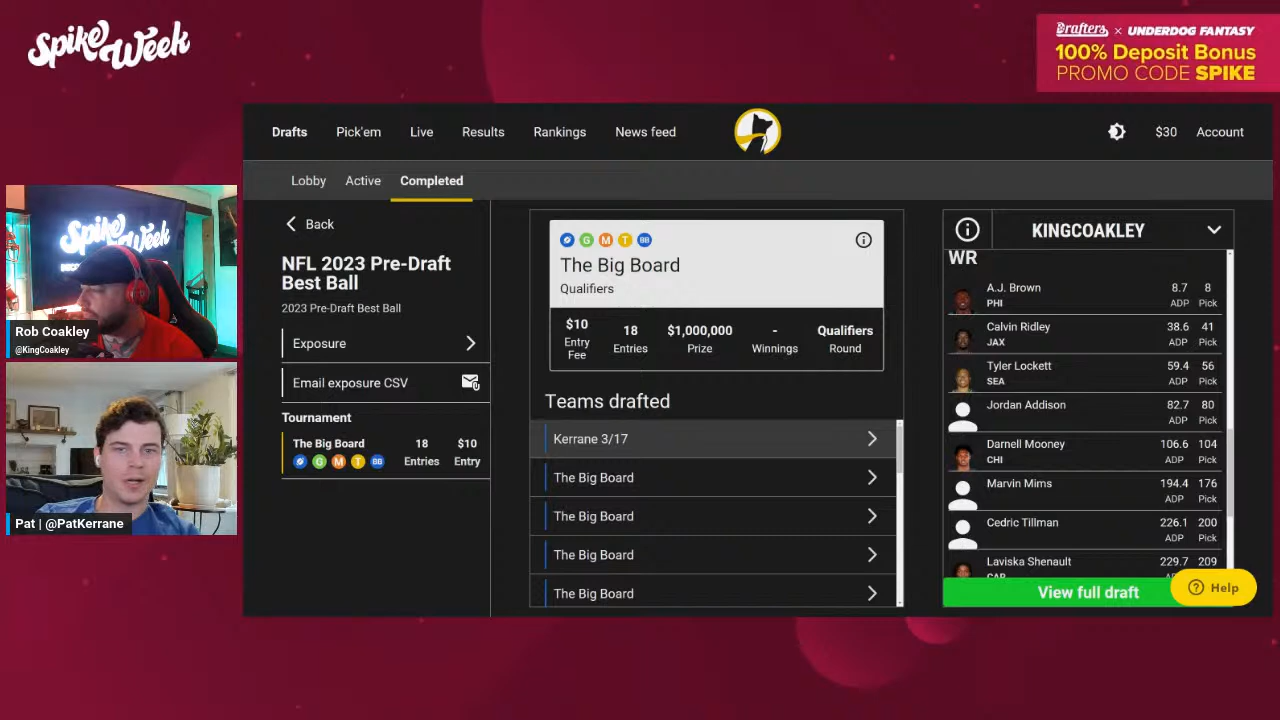 Spike Week
Drafters x UNDERDOG FANTASY
100% Deposit Bonus
PROMO CODE SPIKE
Drafts
Pick'em
Live
Results
Rankings
News feed
$30
Account
Lobby
Active
Completed
Back
NFL 2023 Pre-Draft
Best Ball
2023 Pre-Draft Best Ball
Exposure
Email exposure CSV
Tournament
The Big Board
18
$10
G M T BB
Entries
Entry
G M T BB
The Big Board
Qualifiers
$10
Entry
Fee
18
Entries
$1,000,000
Prize
-
Winnings
Qualifiers
Round
Teams drafted
Kerrane 3/17
The Big Board
The Big Board
The Big Board
The Big Board
KINGCOAKLEY
WR
A.J. Brown 8.7 8
PHI ADP Pick
Calvin Ridley 38.6 41
JAX ADP Pick
Tyler Lockett 59.4 56
SEA ADP Pick
Jordan Addison 82.7 80
ADP Pick
Darnell Mooney 106.6 104
CHI ADP Pick
Marvin Mims 194.4 176
ADP Pick
Cedric Tillman 226.1 200
ADP Pick
Laviska Shenault 229.7 209
CAR
View full draft
Help
Spike Week
Rob Coakley
@KingCoakley
Pat | @PatKerrane